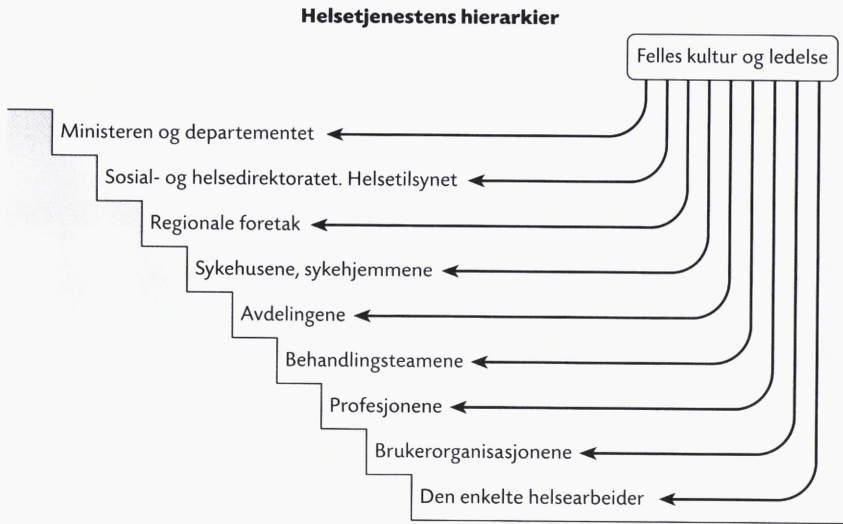 Helsetjenestens hierarkier
Felles kultur og ledelse
Ministeren og departementet
Sosial- og helsedirektoratet. Helsetilsynet
Regionale foretak
Sykehusene, sykehjemmene
Avdelingene
Behandlingsteamene
Profesjonene
Brukerorganisasjonene
Den enkelte helsearbeider